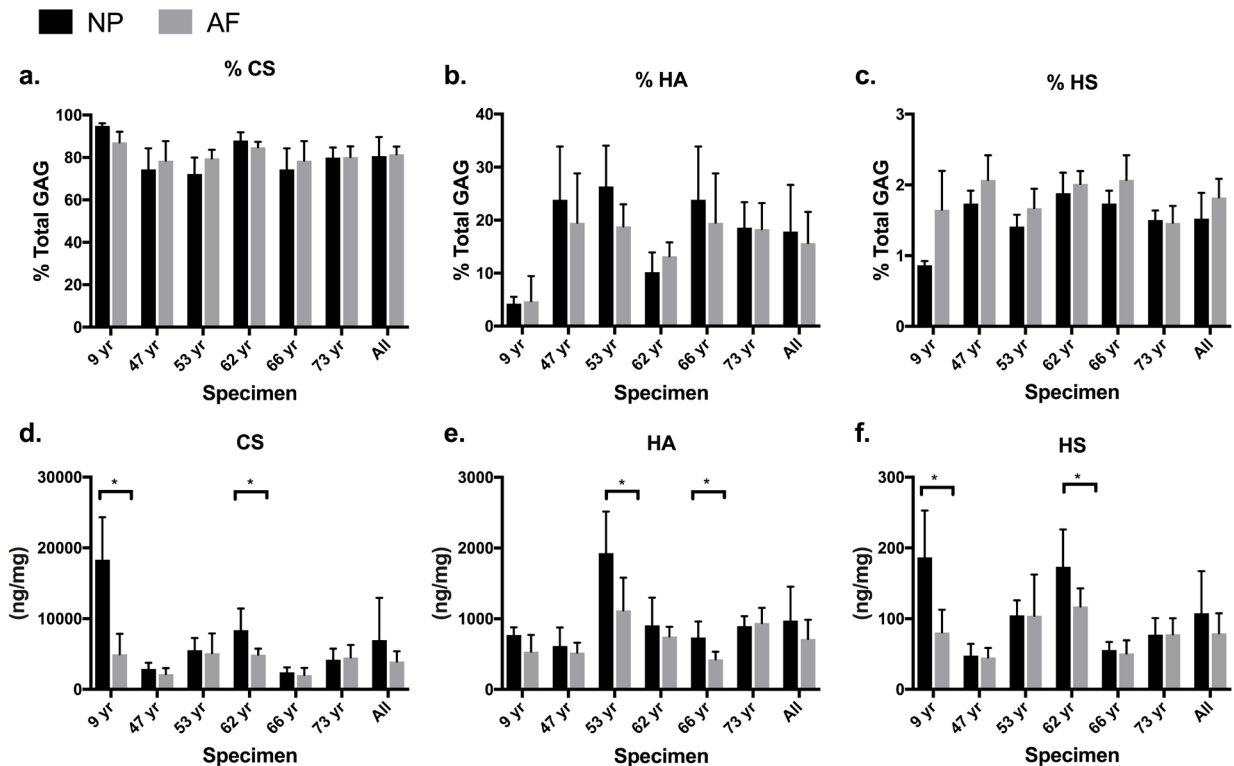 NP AF
a.
% CS
% Total GAG
100
80
60
40
20
0
9 yr 47 yr 53 yr 62 yr 66 yr 73 yr All
Specimen
b.
% HA
% Total GAG
40
30
20
10
0
9 yr 47 yr 53 yr 62 yr 66 yr 73 yr All
Specimen
c.
% HS
% Total GAG
3
2
1
0
9 yr 47 yr 53 yr 62 yr 66 yr 73 yr All
Specimen
d.
CS
(ng/mg)
30000
20000
10000
0
* *
9 yr 47 yr 53 yr 62 yr 66 yr 73 yr All
Specimen
e.
HA
(ng/mg)
3000
2000
1000
0
* *
9 yr 47 yr 53 yr 62 yr 66 yr 73 yr All
Specimen
f.
HS
(ng/mg)
300
200
100
0
* *
9 yr 47 yr 53 yr 62 yr 66 yr 73 yr All
Specimen